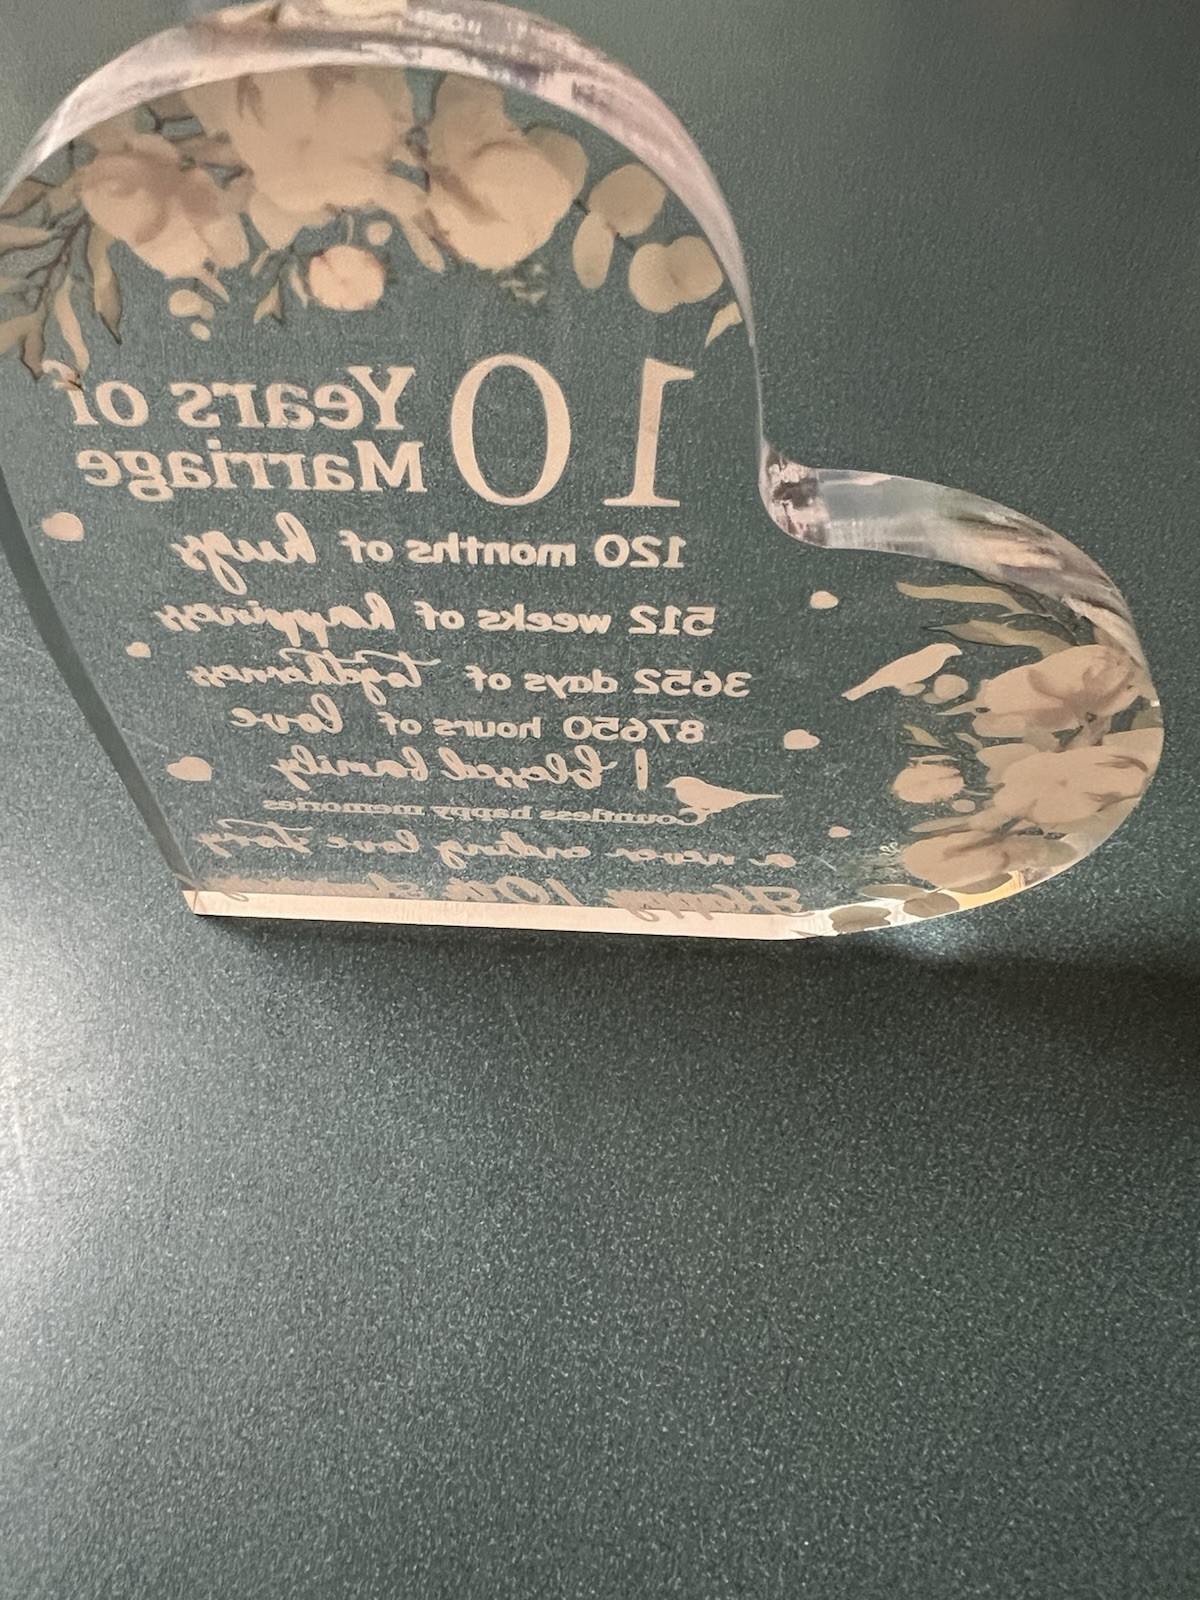 10 Years of
Marriage
120 months of hugs
512 weeks of happiness
3652 days of togetherness
87650 hours of love
1 blessed family
Countless happy memories
a never ending love
Happy 10th